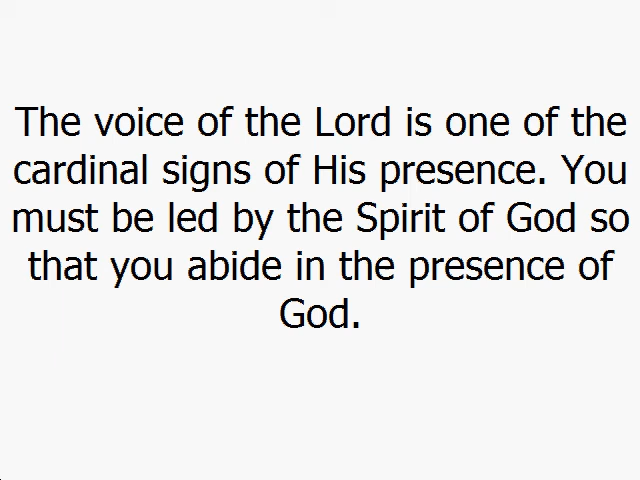 The voice of the Lord is one of the
cardinal signs of His presence. You
must be led by the Spirit of God so
that you abide in the presence of
God.